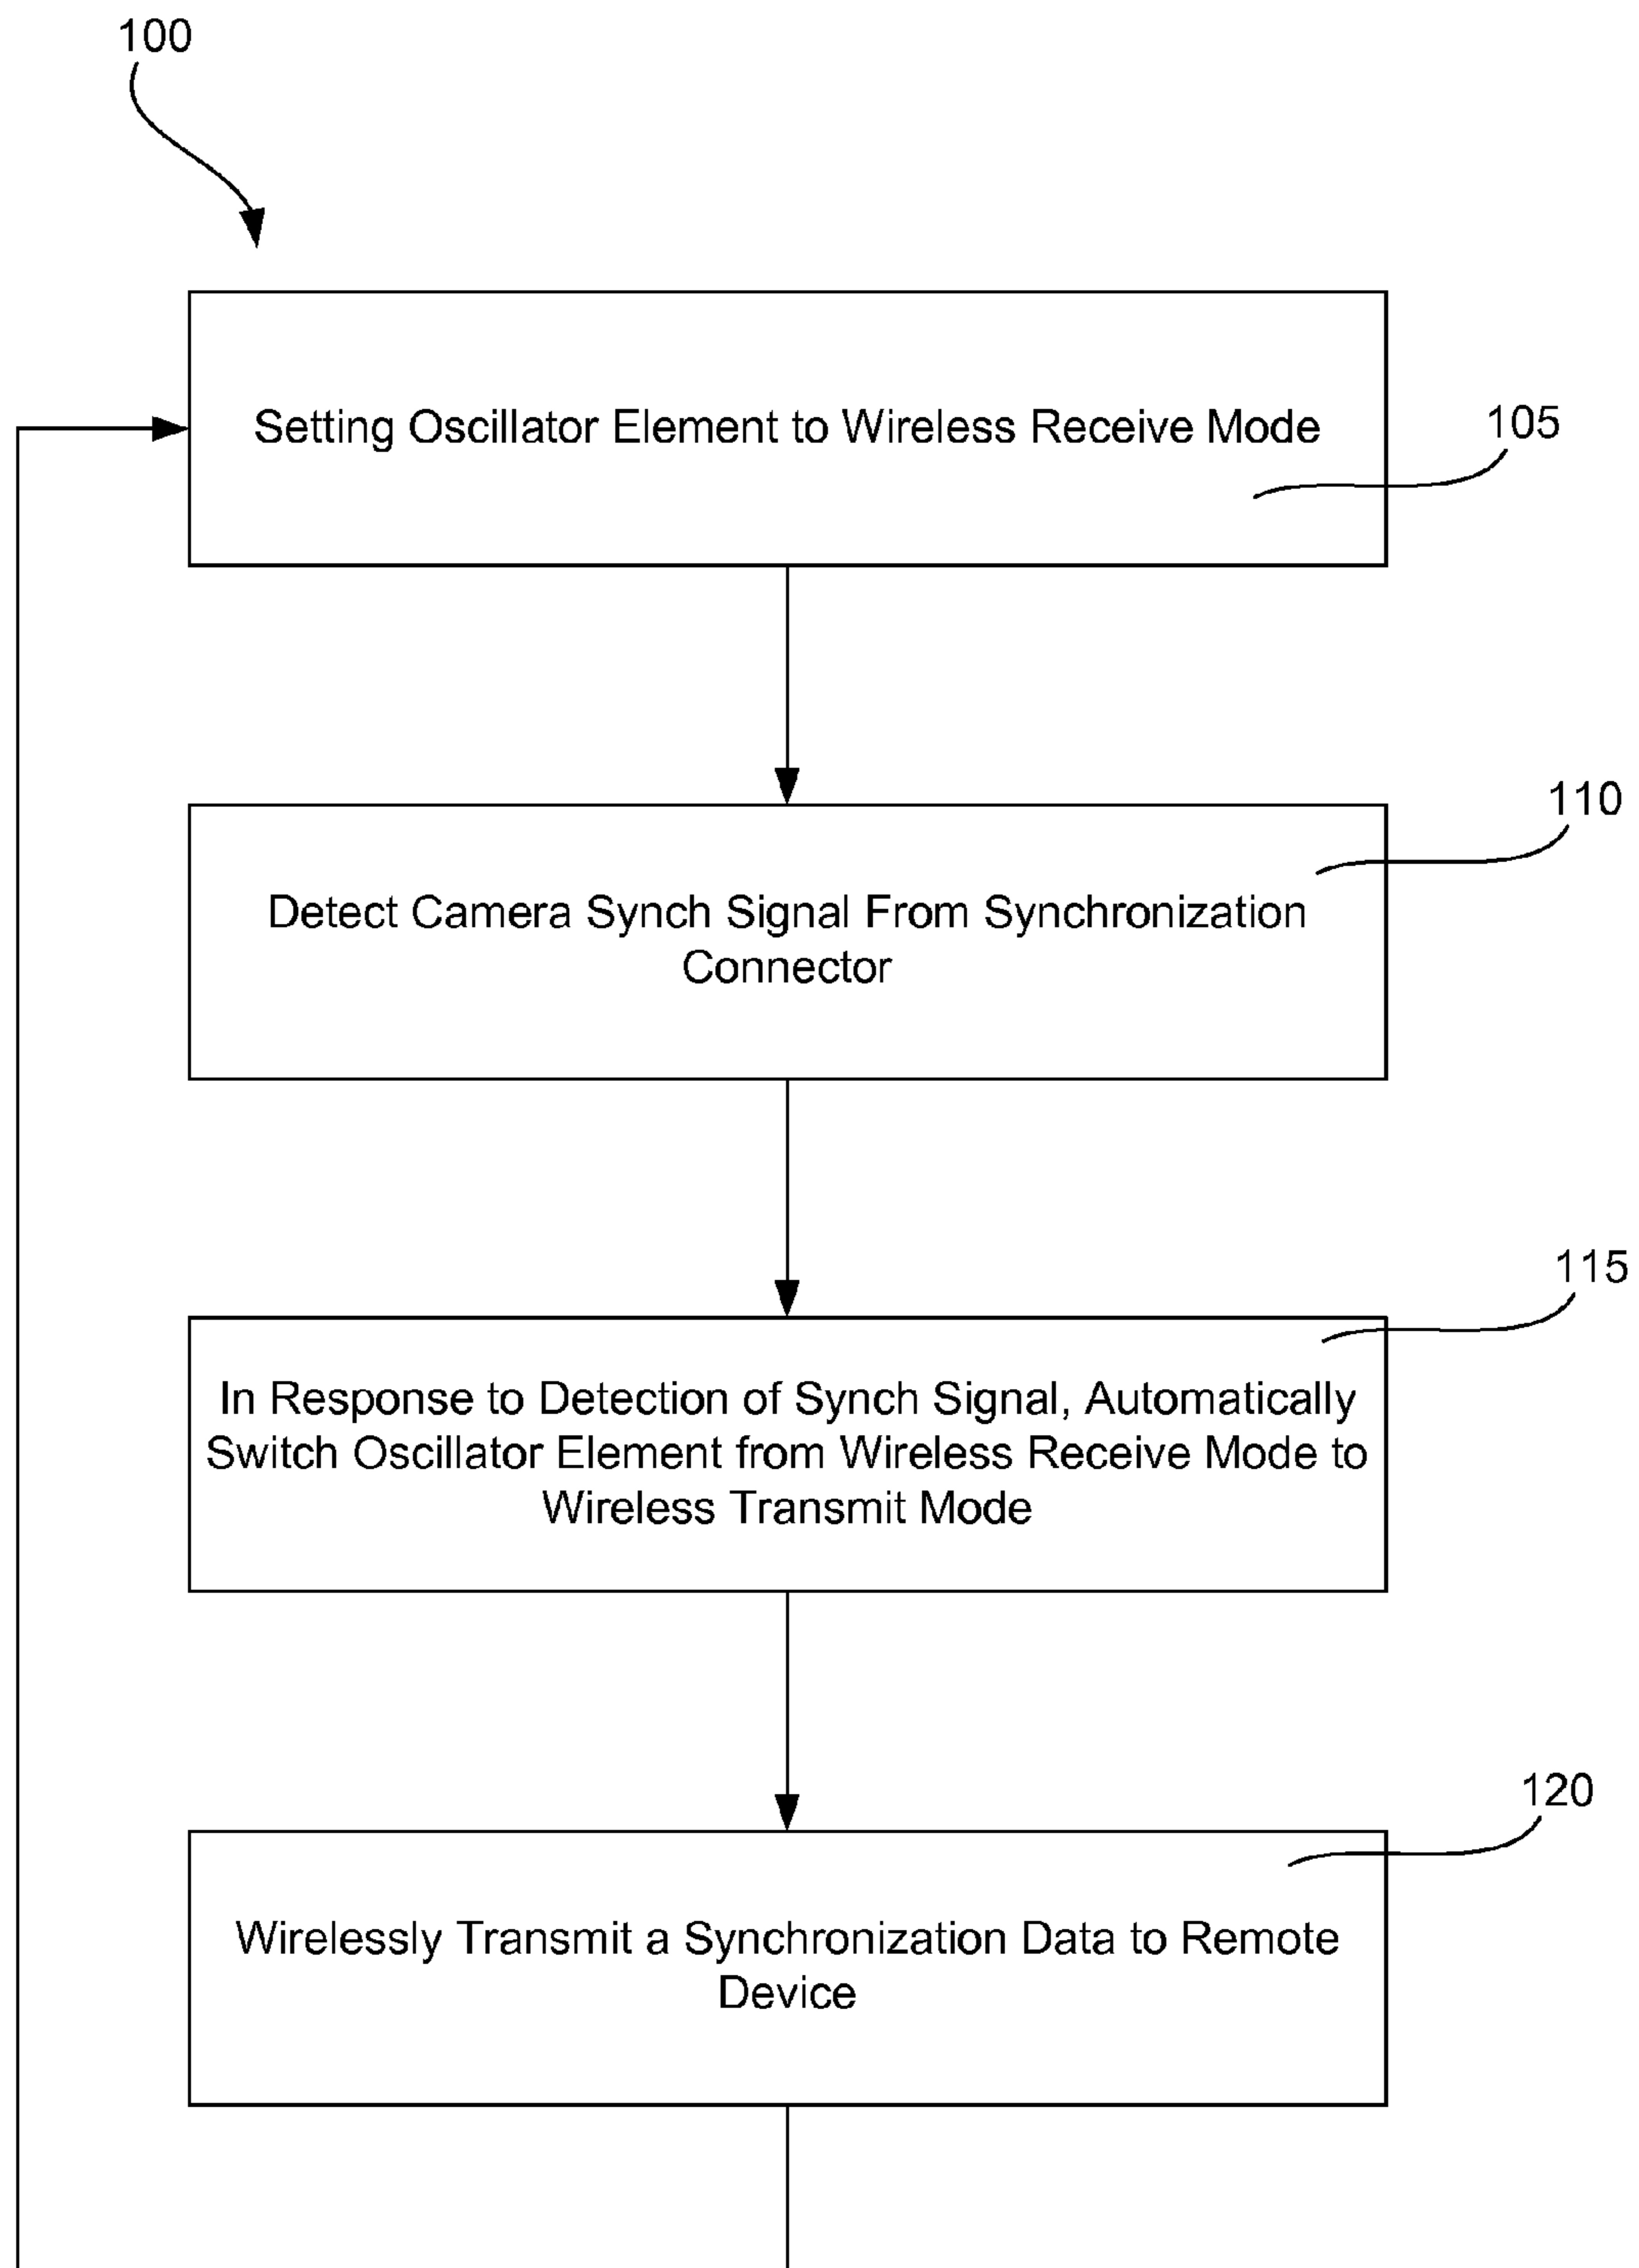 100
Setting Oscillator Element to Wireless Receive Mode
105
110
Detect Camera Synch Signal From Synchronization
Connector
115
In Response to Detection of Synch Signal, Automatically
Switch Oscillator Element from Wireless Receive Mode to
Wireless Transmit Mode
120
Wirelessly Transmit a Synchronization Data to Remote
Device